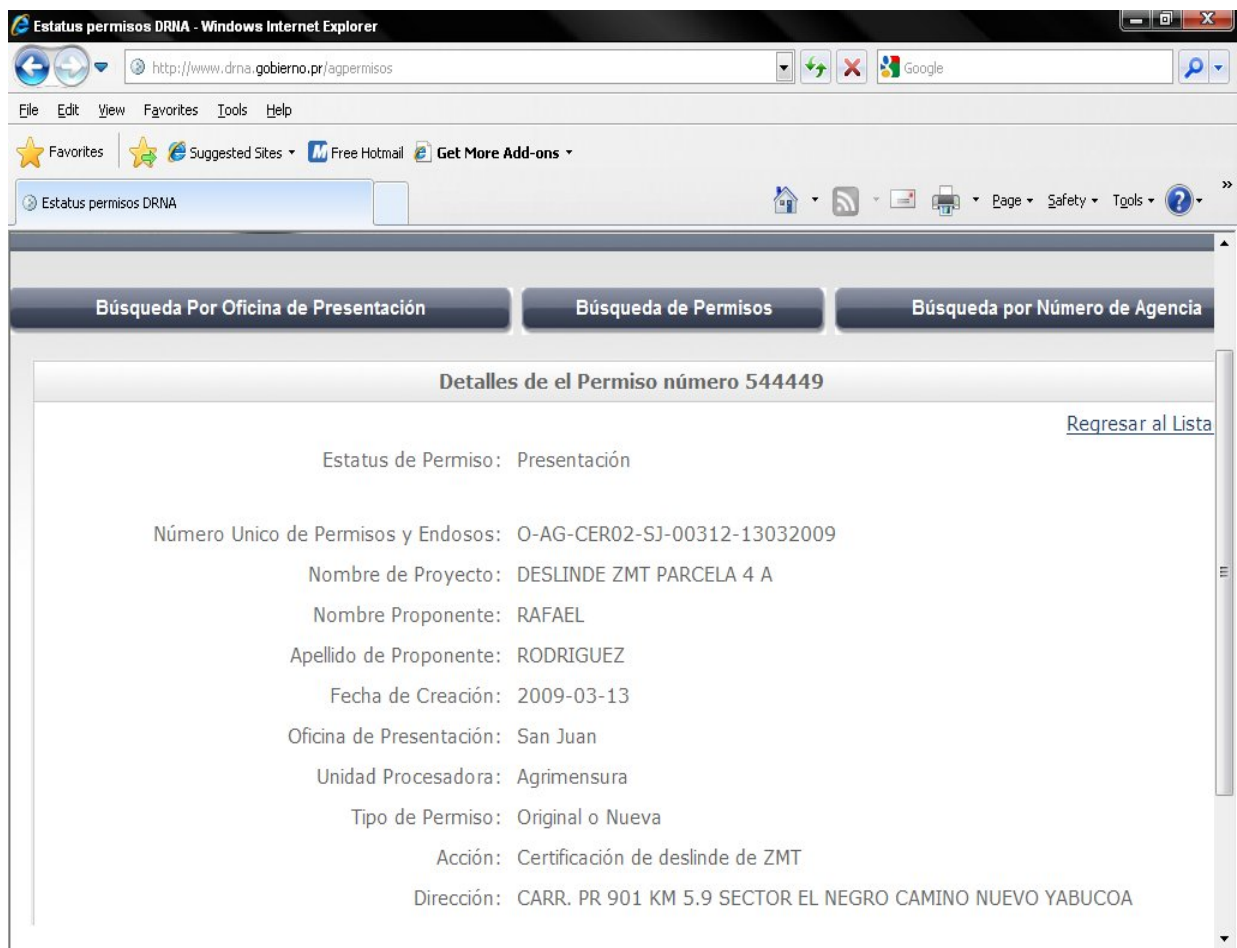 Estatus permisos DRNA - Windows Internet Explorer
http://www.drna.gobierno.pr/agpermisos
Google
File Edit View Favorites Tools Help
Favorites Suggested Sites Free Hotmail Get More Add-ons
Estatus permisos DRNA
Page Safety Tools
Búsqueda Por Oficina de Presentación Búsqueda de Permisos Búsqueda por Número de Agencia
Detalles de el Permiso número 544449
Regresar al Lista
Estatus de Permiso: Presentación
Número Unico de Permisos y Endosos: O-AG-CER02-SJ-00312-13032009
Nombre de Proyecto: DESLINDE ZMT PARCELA 4 A
Nombre Proponente: RAFAEL
Apellido de Proponente: RODRIGUEZ
Fecha de Creación: 2009-03-13
Oficina de Presentación: San Juan
Unidad Procesadora: Agrimensura
Tipo de Permiso: Original o Nueva
Acción: Certificación de deslinde de ZMT
Dirección: CARR. PR 901 KM 5.9 SECTOR EL NEGRO CAMINO NUEVO YABUCOA